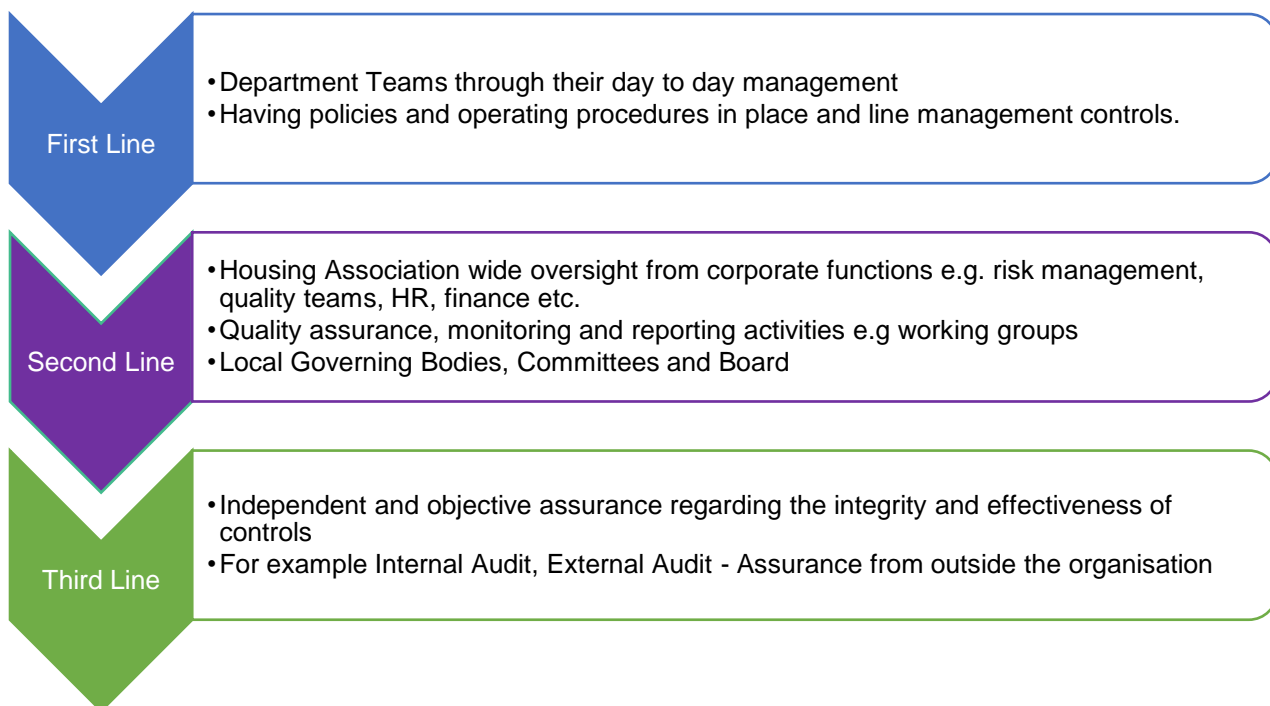 First Line
•Department Teams through their day to day management
•Having policies and operating procedures in place and line management controls.
Second Line
•Housing Association wide oversight from corporate functions e.g. risk management,
quality teams, HR, finance etc.
•Quality assurance, monitoring and reporting activities e.g working groups
•Local Governing Bodies, Committees and Board
Third Line
•Independent and objective assurance regarding the integrity and effectiveness of
controls
•For example Internal Audit, External Audit - Assurance from outside the organisation